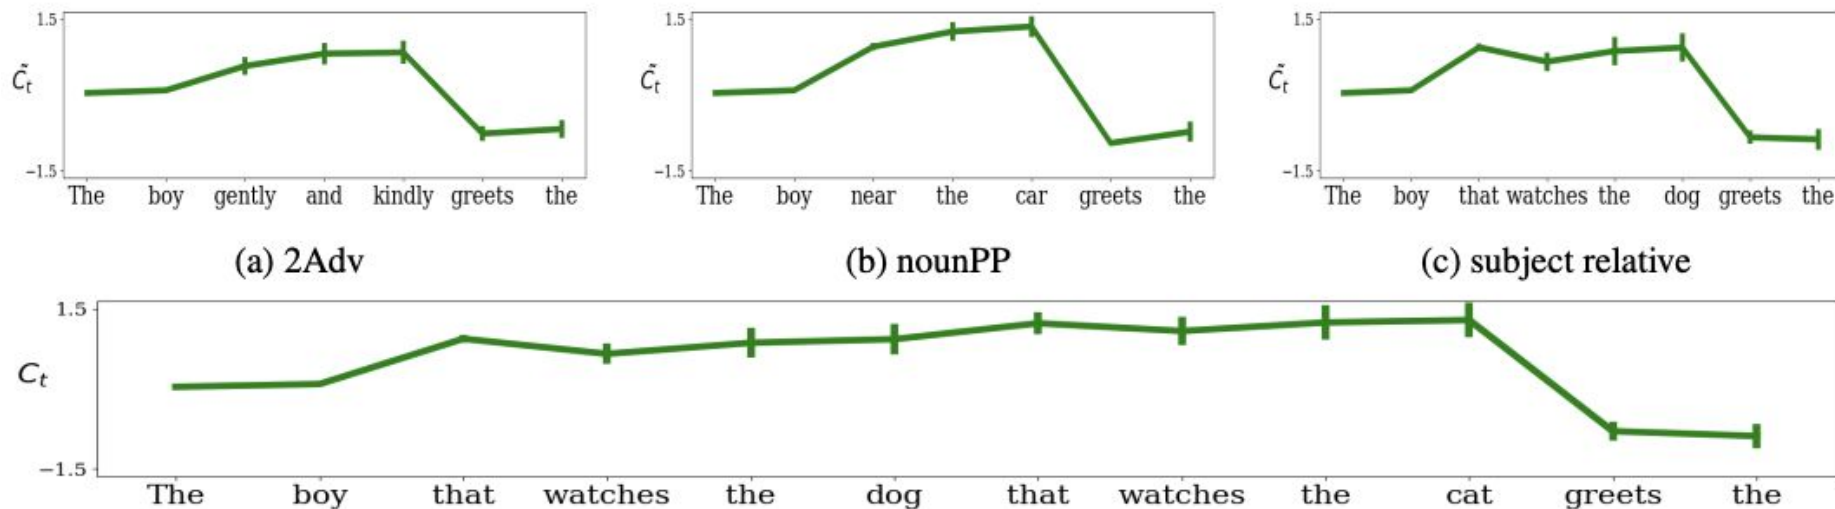 1.5 1.5 1.5
C̃t C̃t C̃t
−1.5 −1.5 −1.5
The boy gently and kindly greets the The boy near the car greets the The boy that watches the dog greets the
(a) 2Adv (b) nounPP (c) subject relative
1.5
Ct
−1.5
The boy that watches the dog that watches the cat greets the